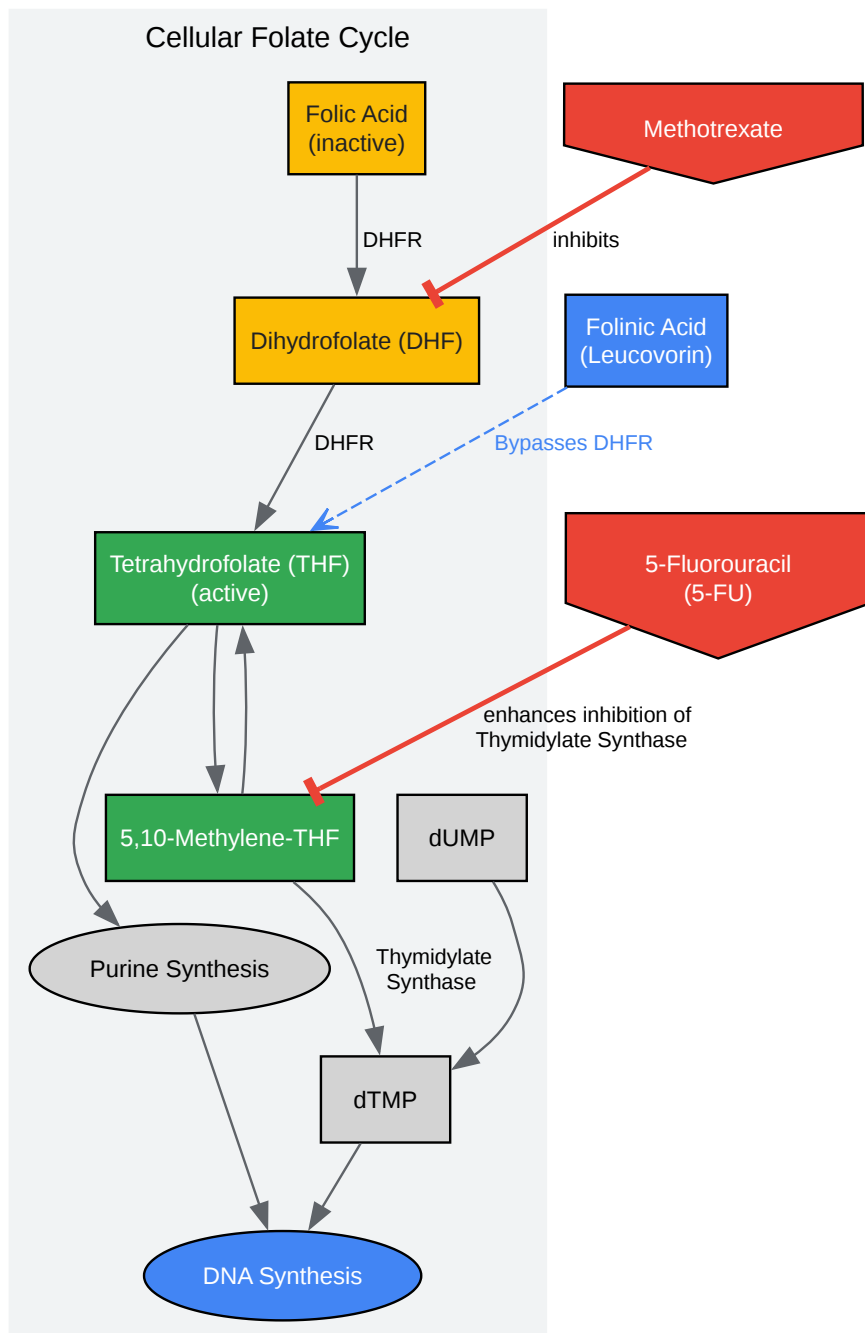 Cellular Folate Cycle
Folic Acid
(inactive)
Methotrexate
DHFR
inhibits
Dihydrofolate (DHF)
Folinic Acid
(Leucovorin)
DHFR
Bypasses DHFR
Tetrahydrofolate (THF)
(active)
5-Fluorouracil
(5-FU)
enhances inhibition of
Thymidylate Synthase
5,10-Methylene-THF
dUMP
Purine Synthesis
Thymidylate
Synthase
dTMP
DNA Synthesis